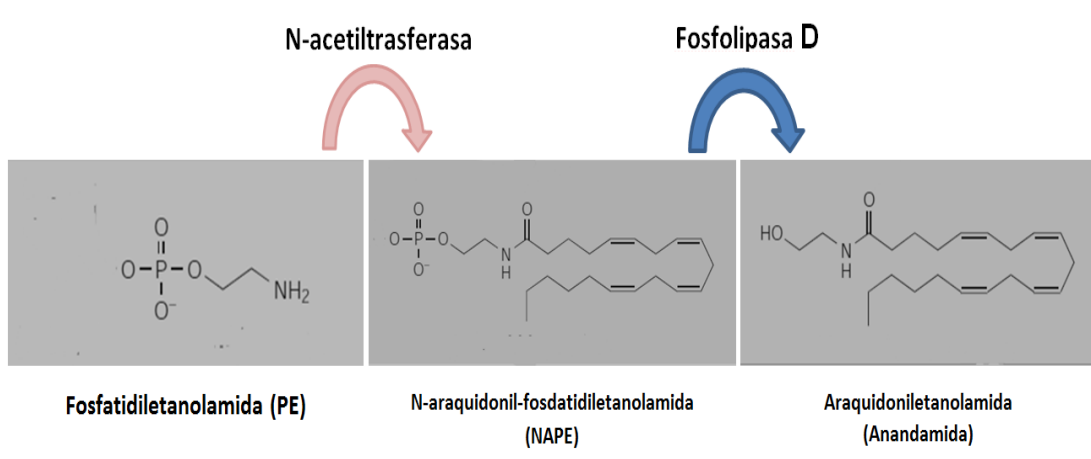 N-acetiltrasferasa
Fosfolipasa D
O
O-P-O
O⁻
NH₂
O
O-P-O
O⁻
N
H
O
HO
N
H
O
Fosfatidiletanolamida (PE)
N-araquidonil-fosdatidiletanolamida
(NAPE)
Araquidoniletanolamida
(Anandamida)